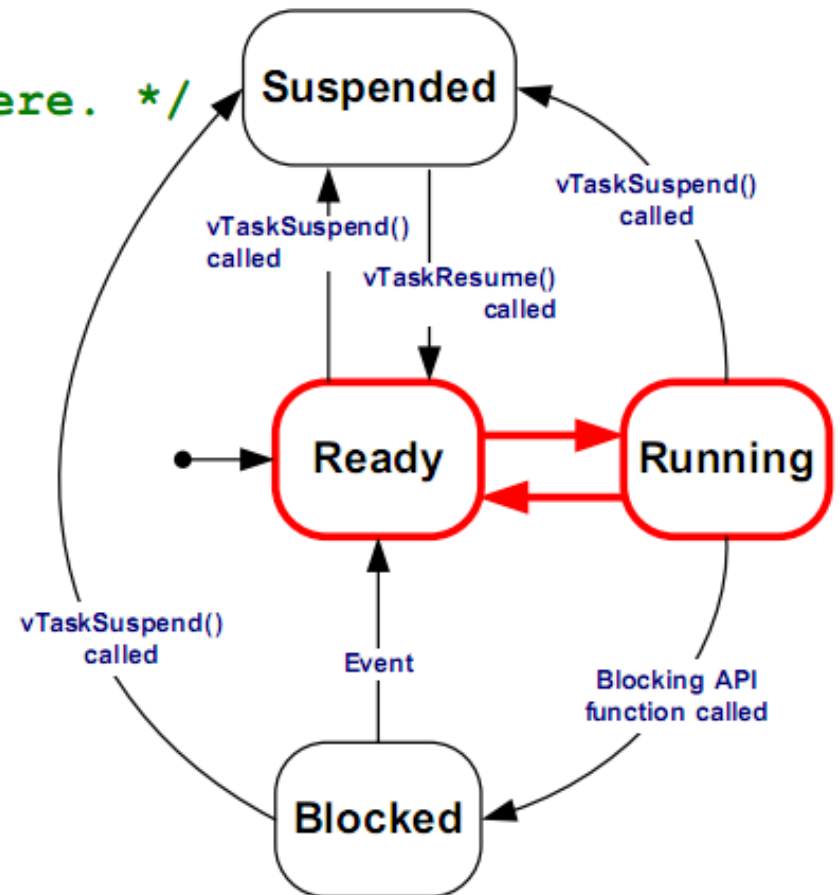 Suspended
ere. */
vTaskSuspend()
called
vTaskSuspend()
called
vTaskResume()
called
Ready
Running
vTaskSuspend()
called
Event
Blocking API
function called
Blocked